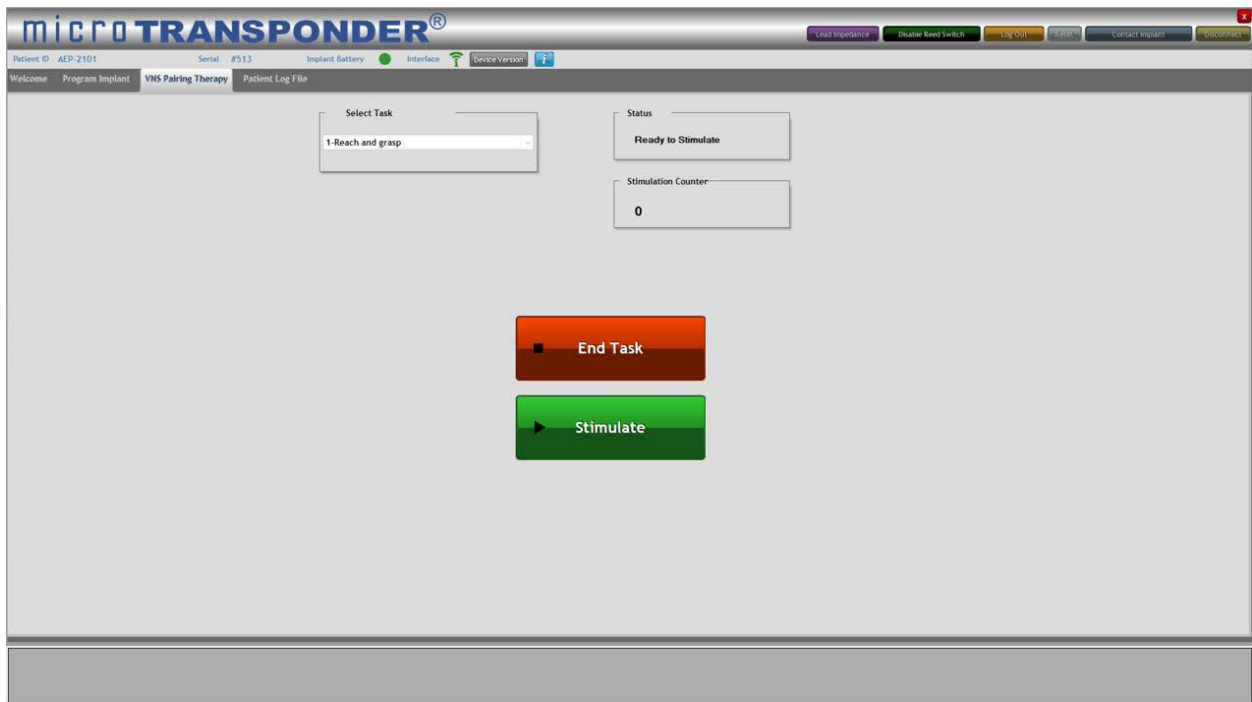 microTRANSPONDER®
X
Lead Impedance Disable Reed Switch Log Out Reset Contact Implant Disconnect
Patient ID AEP-2101 Serial #513 Implant Battery Interface Device Version i
Welcome Program Implant VNS Pairing Therapy Patient Log File
Select Task Status
1-Reach and grasp Ready to Stimulate
Stimulation Counter
0
End Task
Stimulate